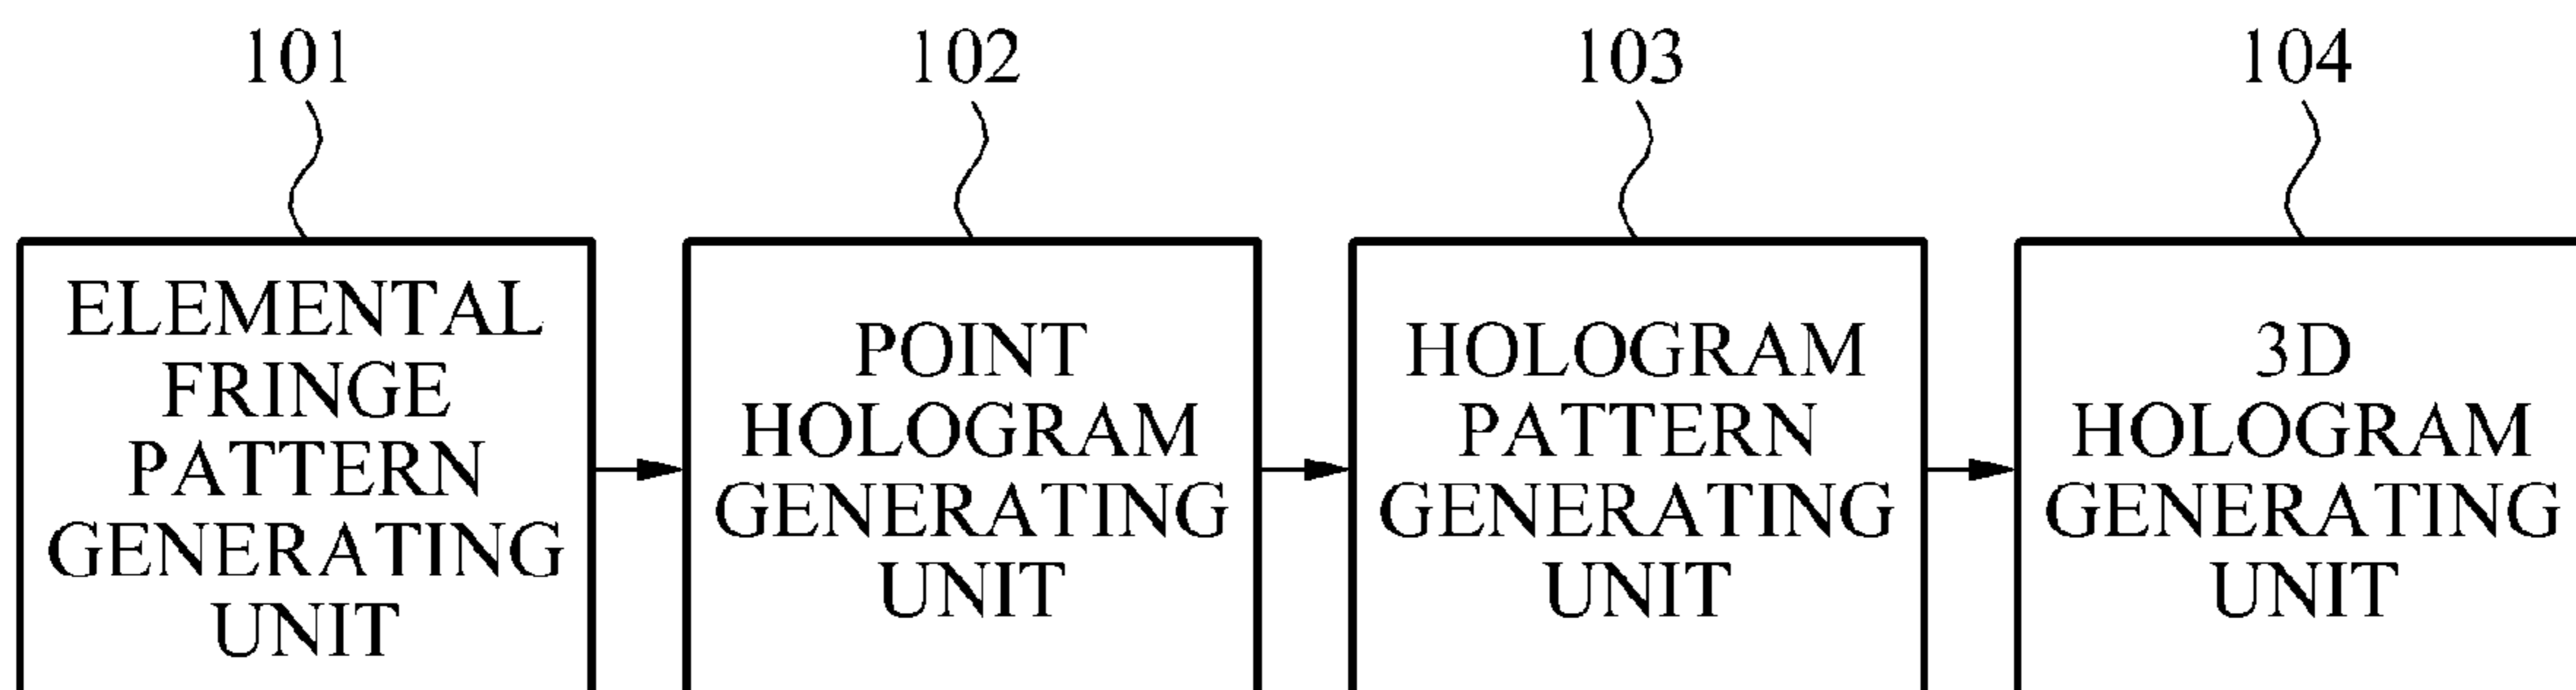 101
102
103
104
ELEMENTAL
FRINGE
PATTERN
GENERATING
UNIT
POINT
HOLOGRAM
GENERATING
UNIT
HOLOGRAM
PATTERN
GENERATING
UNIT
3D
HOLOGRAM
GENERATING
UNIT